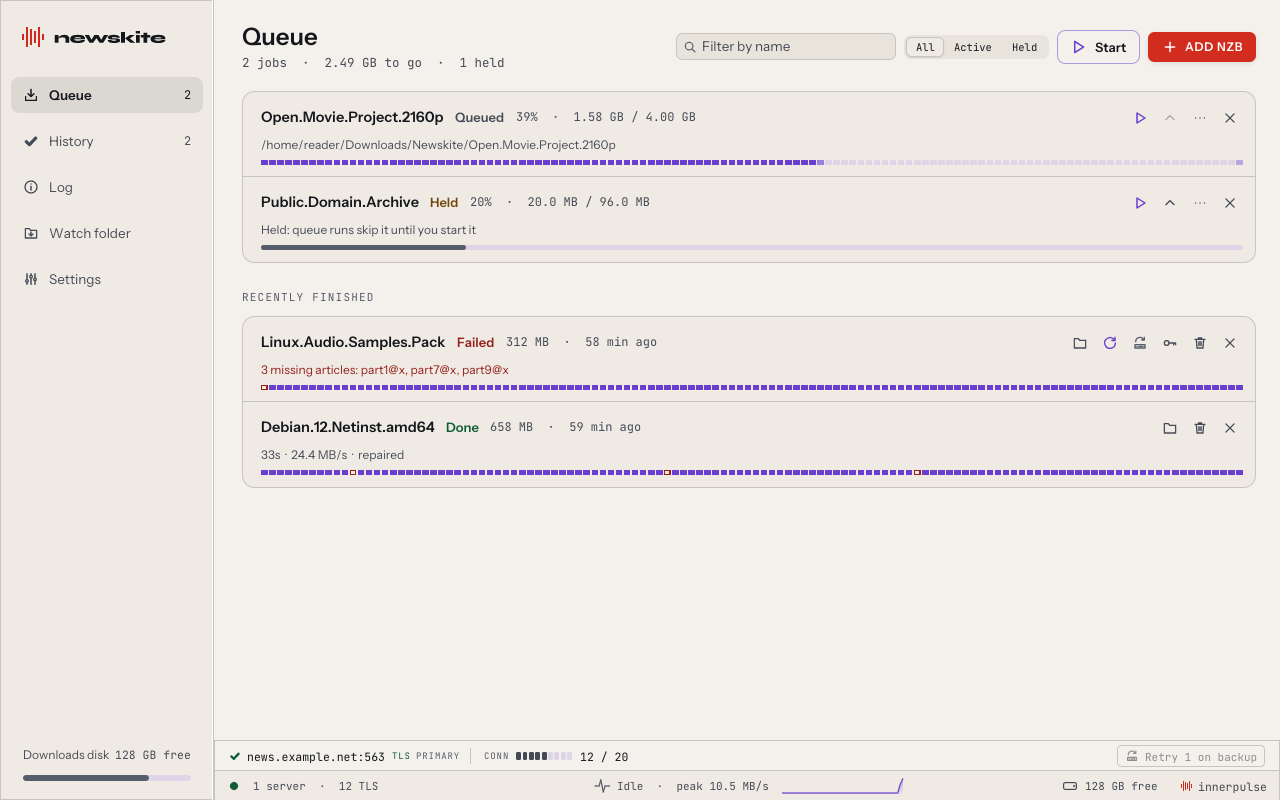 newskite
Queue 2
History 2
Log
Watch folder
Settings
Downloads disk 128 GB free
Queue
2 jobs · 2.49 GB to go · 1 held
Filter by name
All Active Held
Start
ADD NZB
Open.Movie.Project.2160p Queued 39% · 1.58 GB / 4.00 GB
/home/reader/Downloads/Newskite/Open.Movie.Project.2160p
Public.Domain.Archive Held 20% · 20.0 MB / 96.0 MB
Held: queue runs skip it until you start it
RECENTLY FINISHED
Linux.Audio.Samples.Pack Failed 312 MB · 58 min ago
3 missing articles: part1@x, part7@x, part9@x
Debian.12.Netinst.amd64 Done 658 MB · 59 min ago
33s · 24.4 MB/s · repaired
news.example.net:563 TLS PRIMARY CONN 12 / 20 Retry 1 on backup
1 server · 12 TLS Idle · peak 10.5 MB/s 128 GB free innerpulse